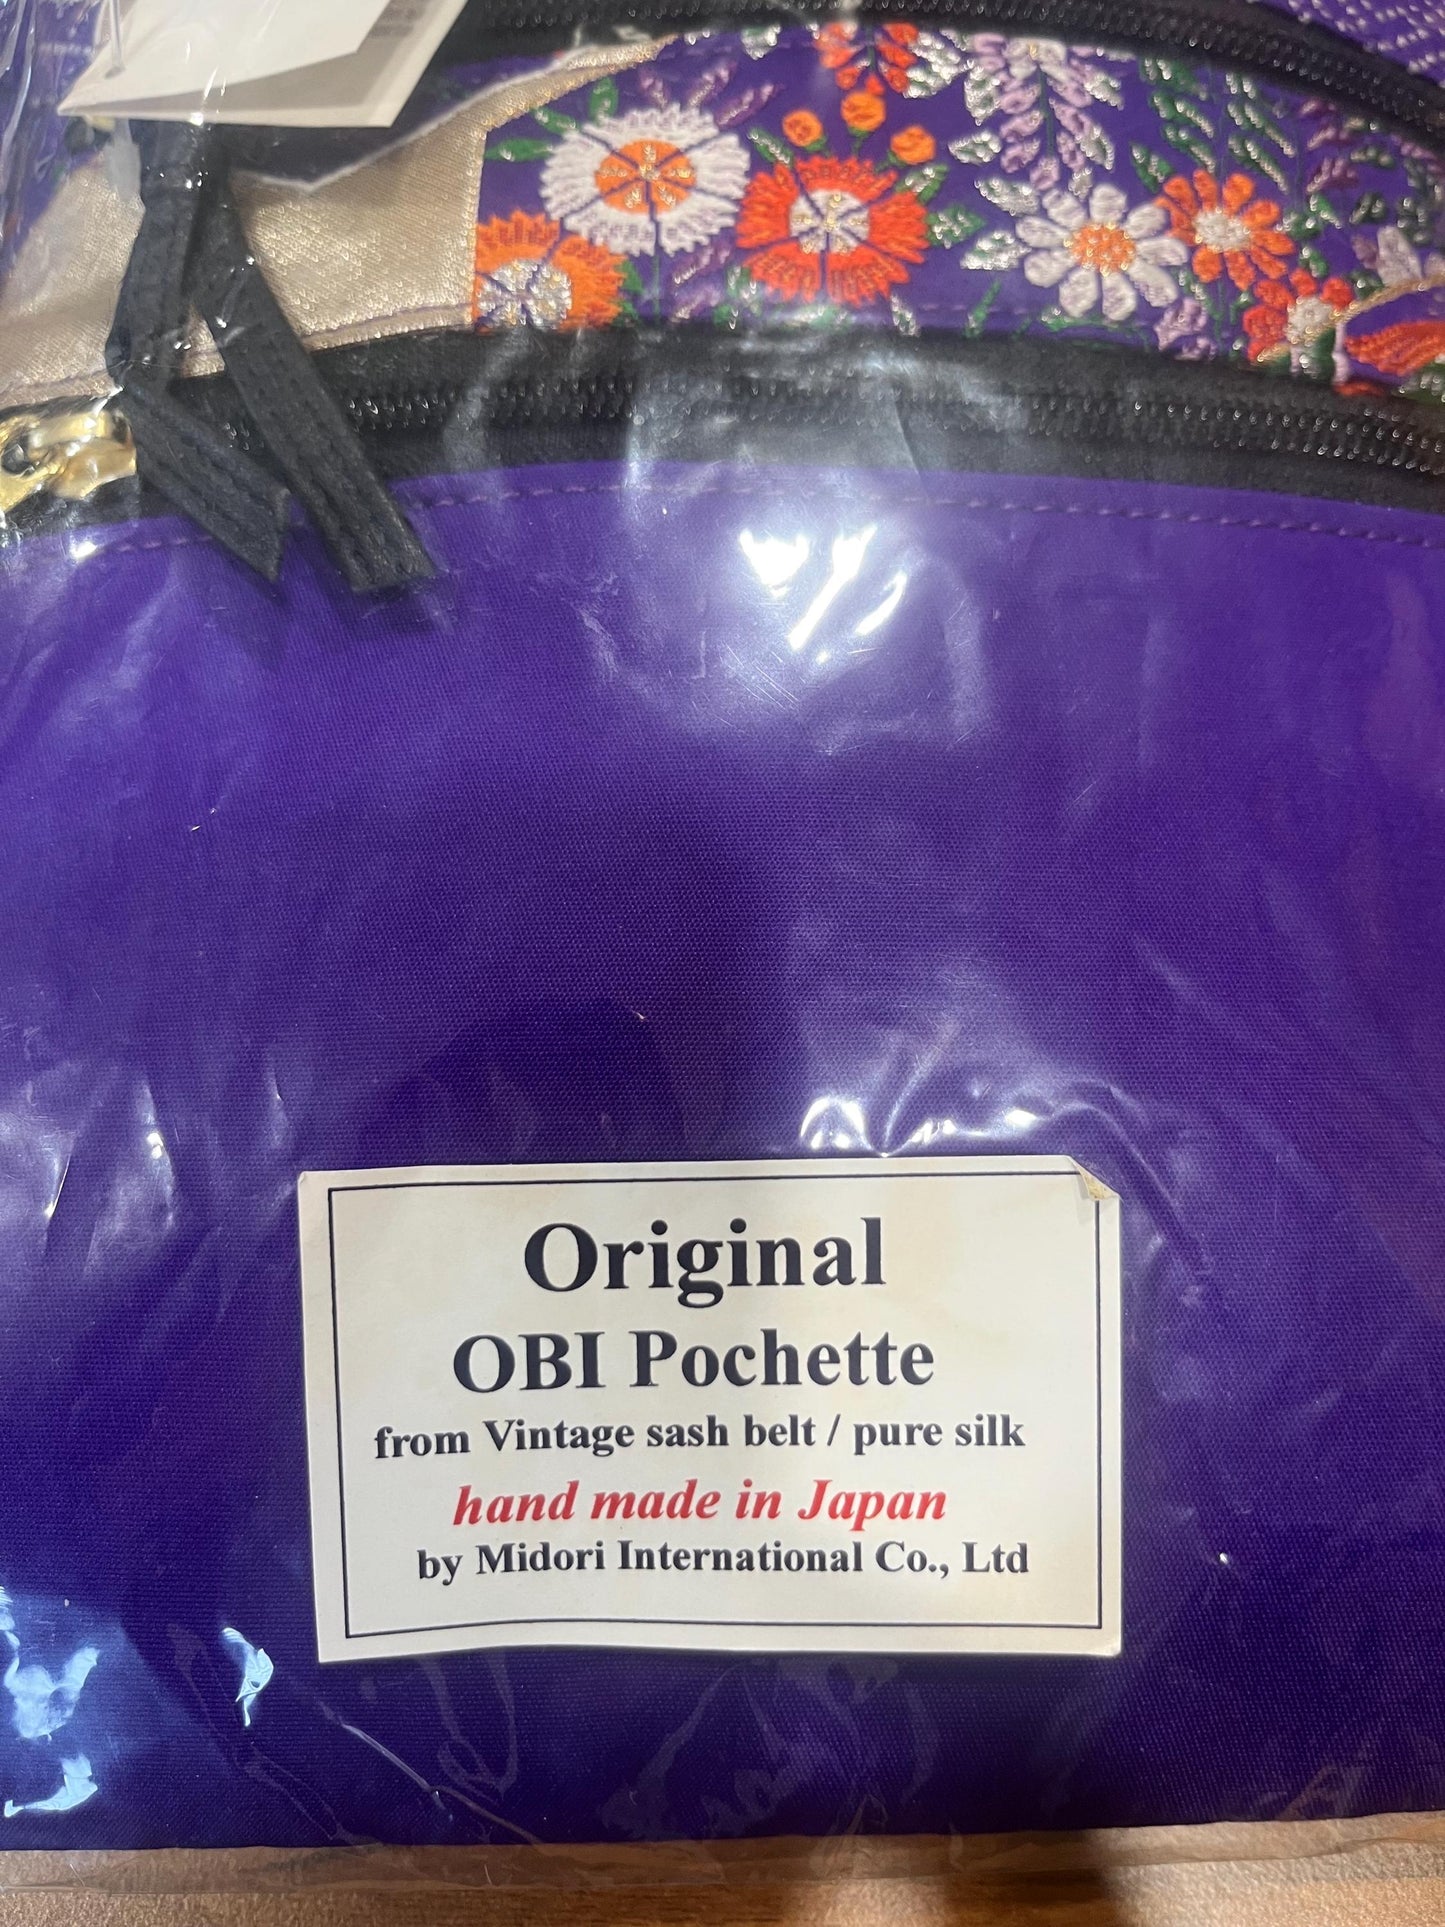 Original
OBI Pochette
from Vintage sash belt / pure silk
hand made in Japan
by Midori International Co., Ltd